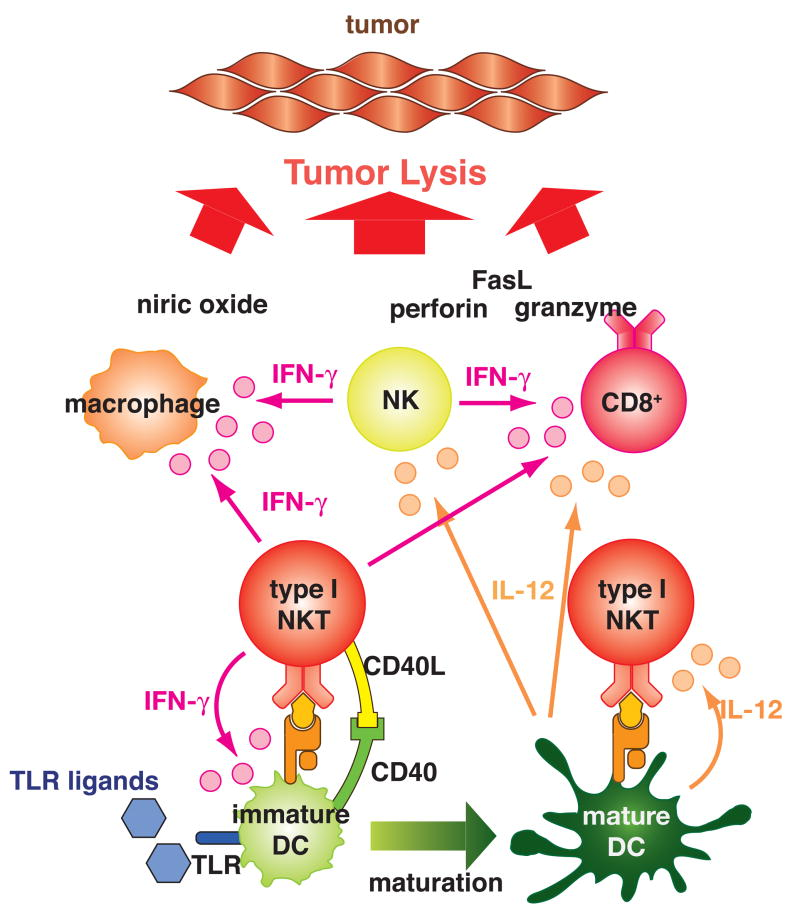 tumor
Tumor Lysis
FasL
niric oxide
perforin
granzyme
IFN-γ
IFN-γ
macrophage
NK
CD8⁺
IFN-γ
type I
NKT
IL-12
type I
NKT
CD40L
IFN-γ
IL-12
CD40
TLR ligands
immature
DC
mature
DC
TLR
maturation